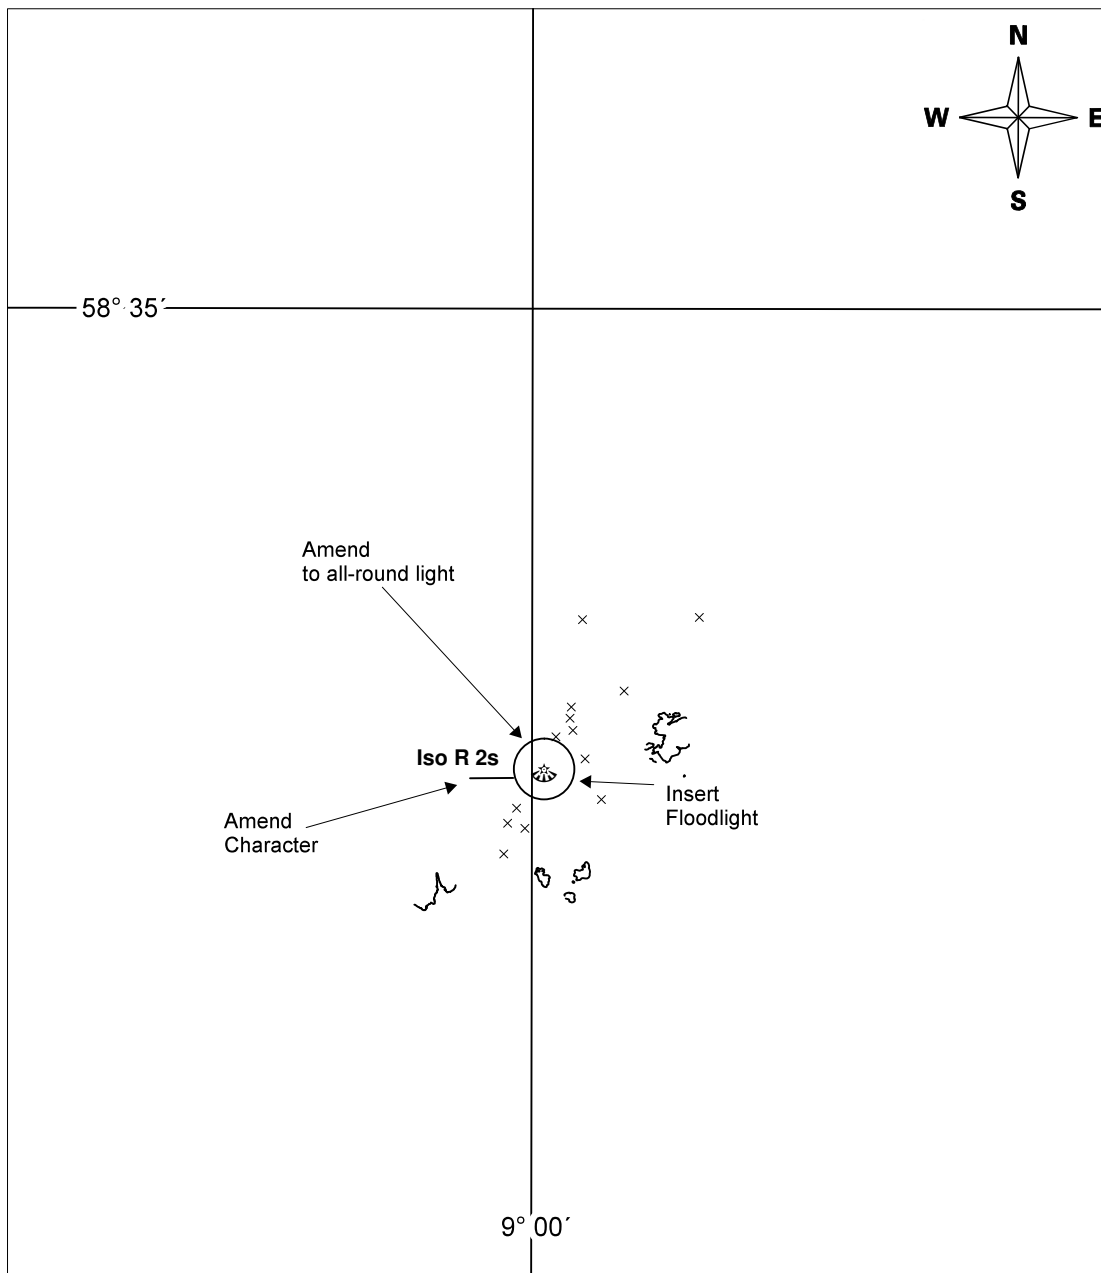 N
W
E
S
58° 35´
Amend
to all-round light
Iso R 2s
Insert
Floodlight
Amend
Character
9° 00´